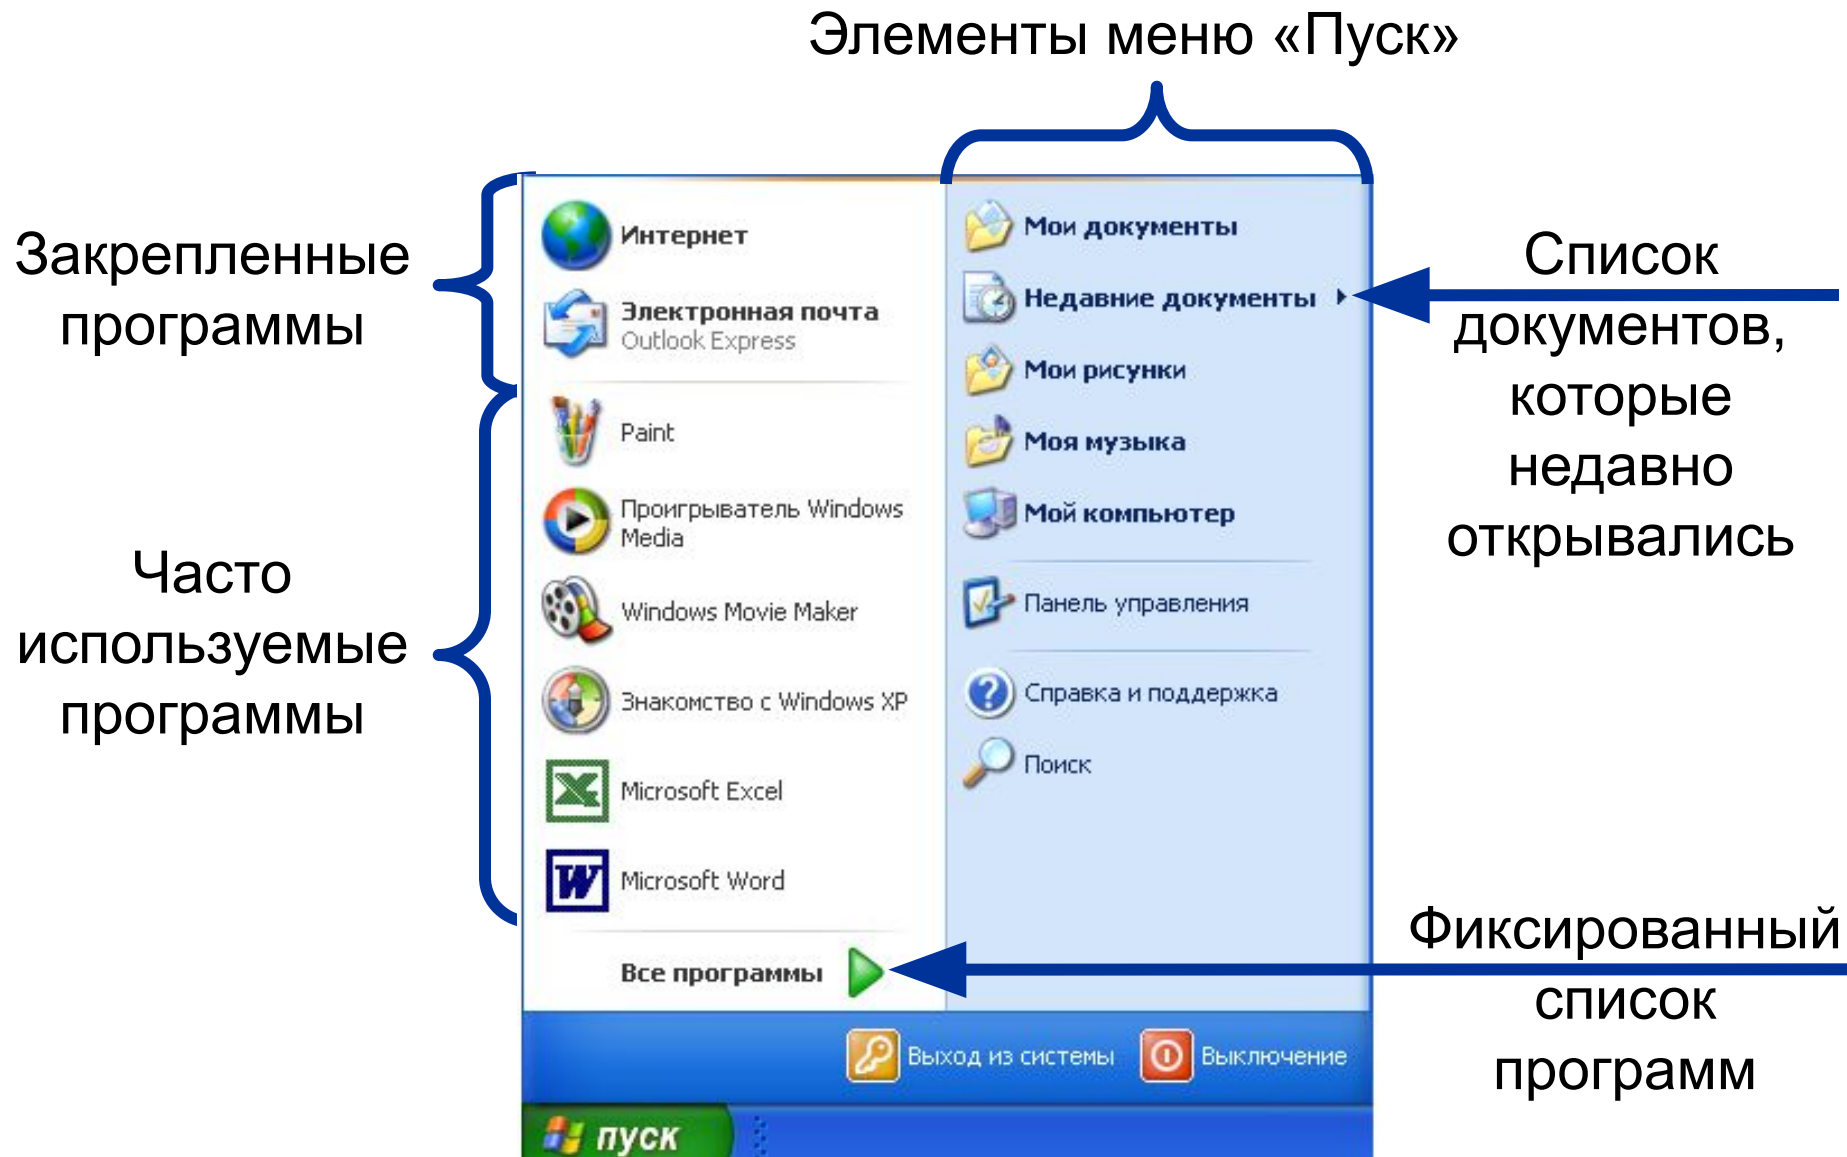 Элементы меню «Пуск»
Закрепленные
программы
Часто
используемые
программы
Интернет
Электронная почта
Outlook Express
Paint
Проигрыватель Windows
Media
Windows Movie Maker
Знакомство с Windows XP
Microsoft Excel
Microsoft Word
Все программы
Мои документы
Недавние документы
Мои рисунки
Моя музыка
Мой компьютер
Панель управления
Справка и поддержка
Поиск
Список
документов,
которые
недавно
открывались
Фиксированный
список
программ
Выход из системы
Выключение
пуск